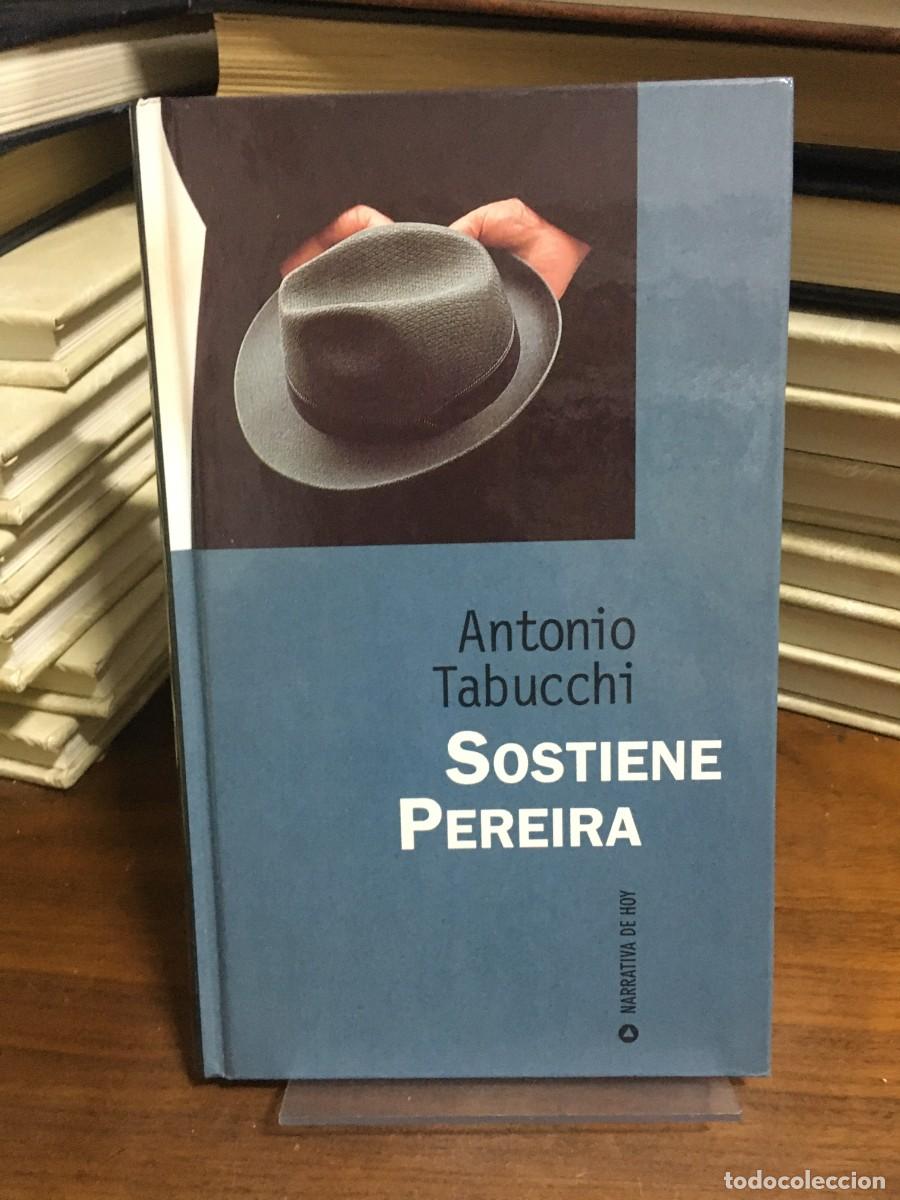 Antonio
Tabucchi
SOSTIENE
PEREIRA
NARRATIVA DE HOY
todocoleccion